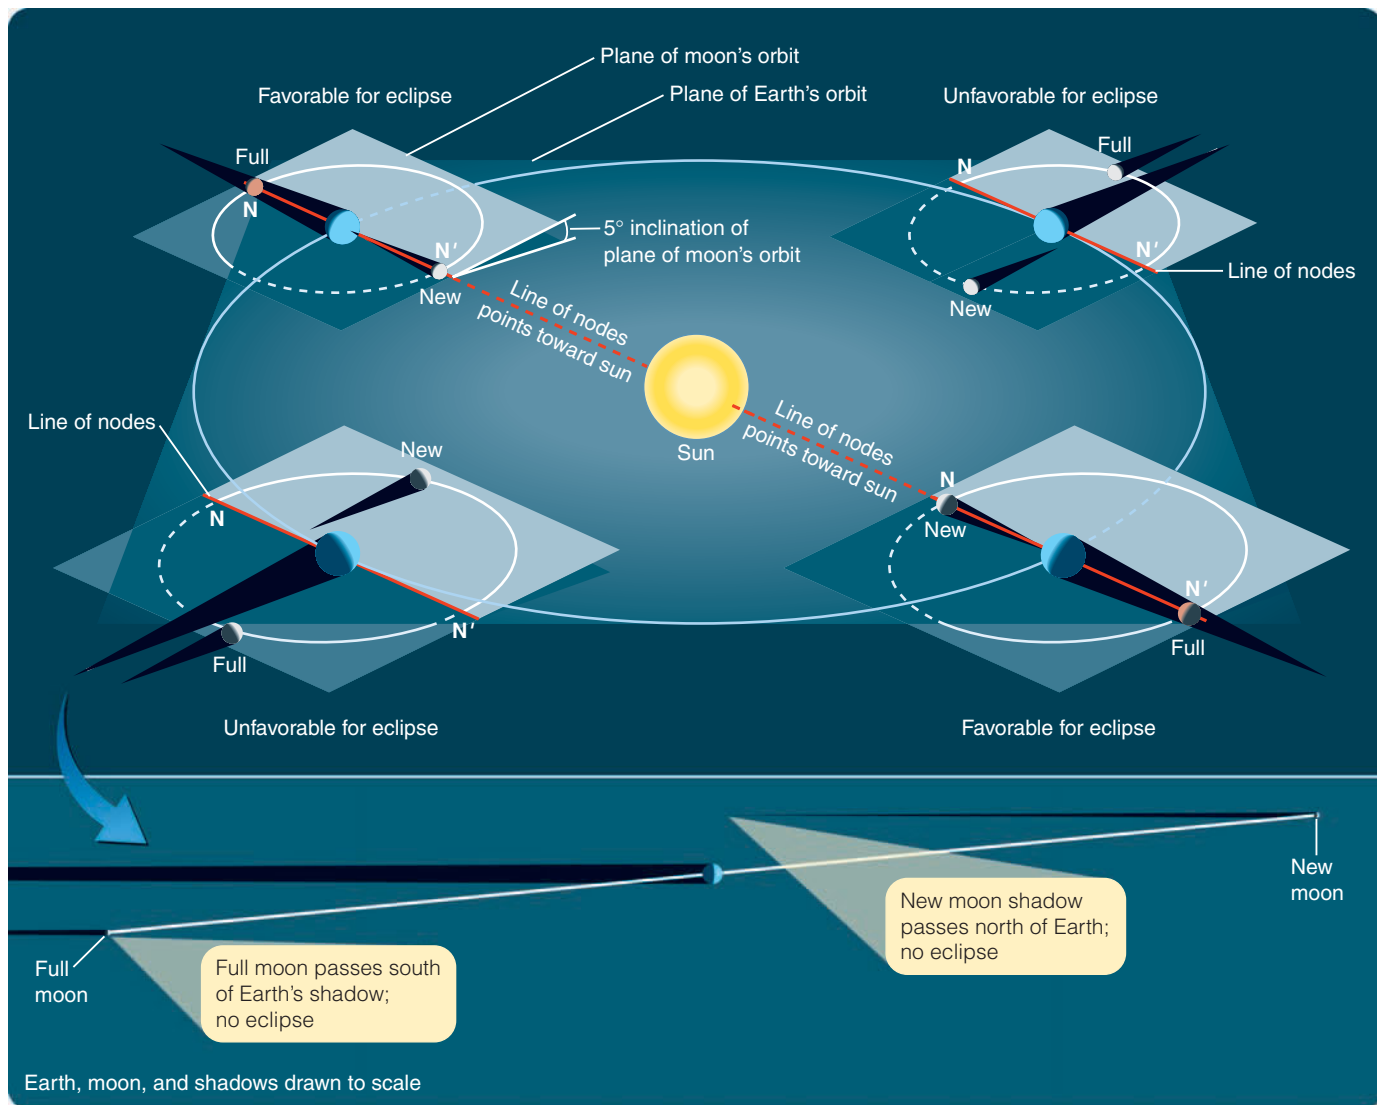 Plane of moon's orbit
Plane of Earth's orbit
Favorable for eclipse
Unfavorable for eclipse
Full
N
N′
New
5° inclination of
plane of moon's orbit
Full
N
N′
New
Line of nodes
Line of nodes
points toward sun
Sun
Line of nodes
points toward sun
Line of nodes
New
N
N′
Full
Unfavorable for eclipse
N
New
N′
Full
Favorable for eclipse
New
moon
New moon shadow
passes north of Earth;
no eclipse
Full
moon
Full moon passes south
of Earth's shadow;
no eclipse
Earth, moon, and shadows drawn to scale